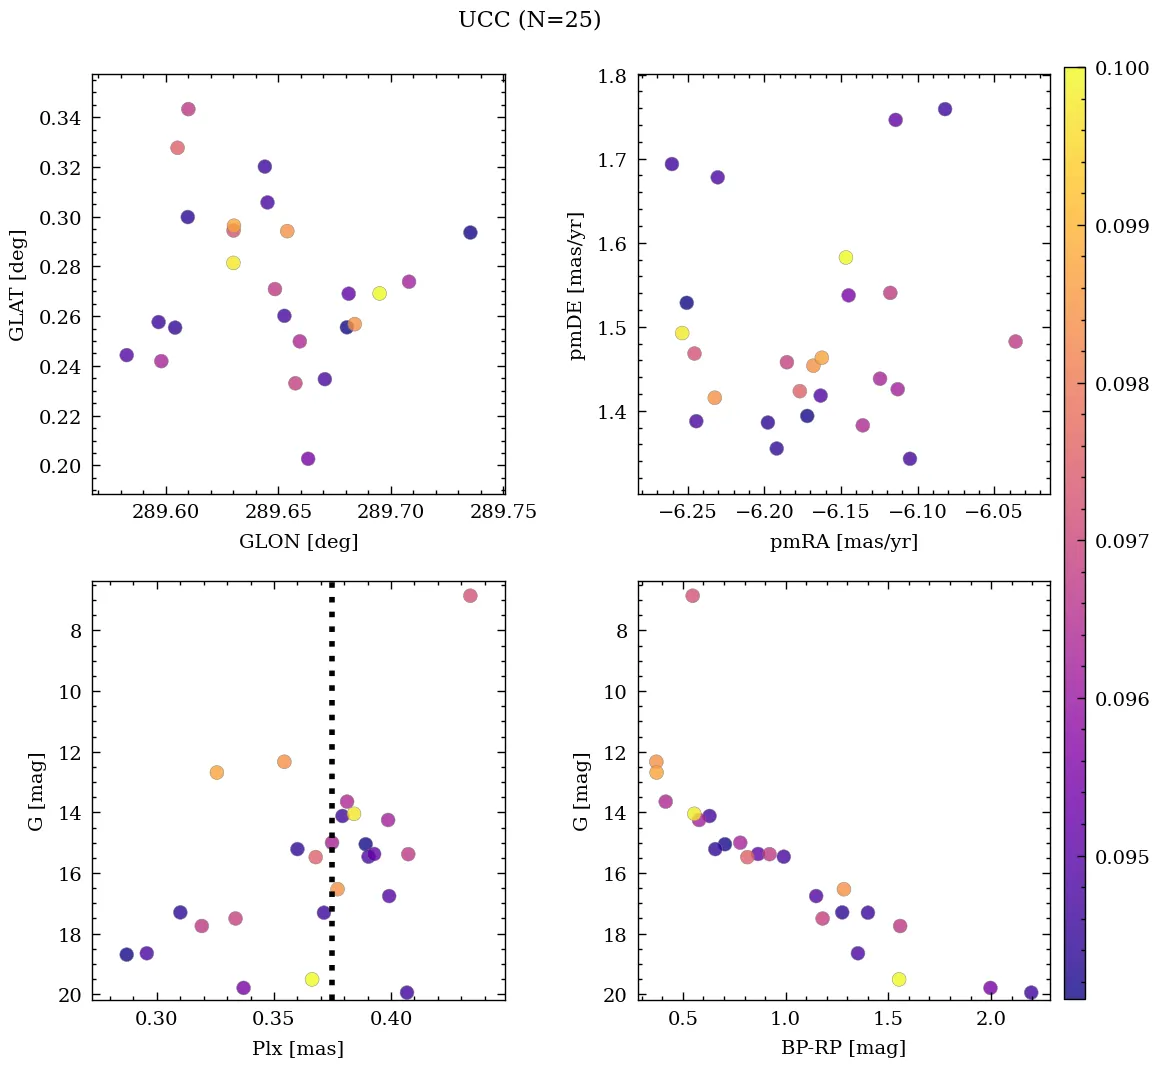 UCC (N=25)
0.34
0.32
0.30
0.28
0.26
0.24
0.22
0.20
GLAT [deg]
289.60 289.65 289.70 289.75
GLON [deg]
1.8
1.7
1.6
1.5
1.4
pmDE [mas/yr]
−6.25 −6.20 −6.15 −6.10 −6.05
pmRA [mas/yr]
0.100
0.099
0.098
0.097
0.096
0.095
8
10
12
14
16
18
20
G [mag]
0.30 0.35 0.40
Plx [mas]
8
10
12
14
16
18
20
G [mag]
0.5 1.0 1.5 2.0
BP-RP [mag]